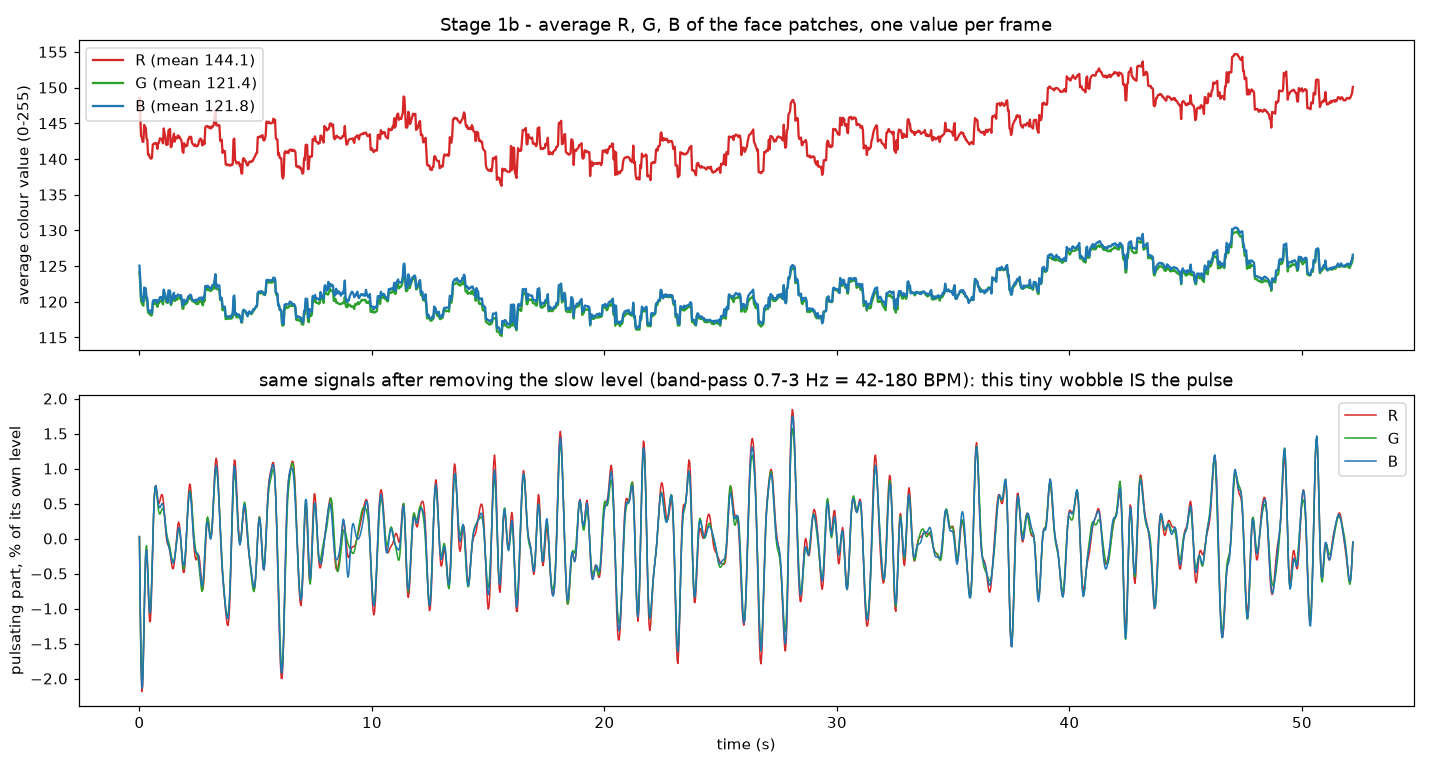 Stage 1b - average R, G, B of the face patches, one value per frame
average colour value (0-255)
155
150
145
140
135
130
125
120
115
R (mean 144.1)
G (mean 121.4)
B (mean 121.8)
same signals after removing the slow level (band-pass 0.7-3 Hz = 42-180 BPM): this tiny wobble IS the pulse
pulsating part, % of its own level
2.0
1.5
1.0
0.5
0.0
−0.5
−1.0
−1.5
−2.0
R
G
B
0 10 20 30 40 50
time (s)